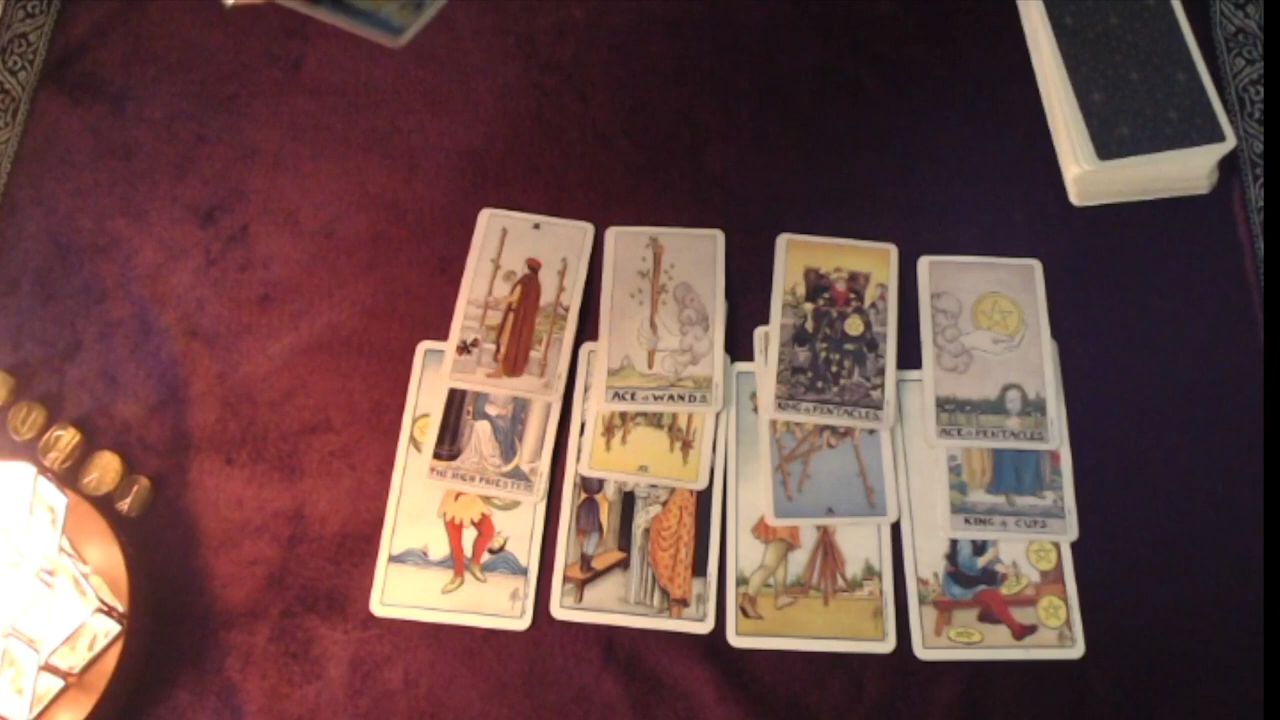 ACE of WANDS.
KING of PENTACLES.
ACE of PENTACLES.
THE HIGH PRIESTESS
KING of CUPS.